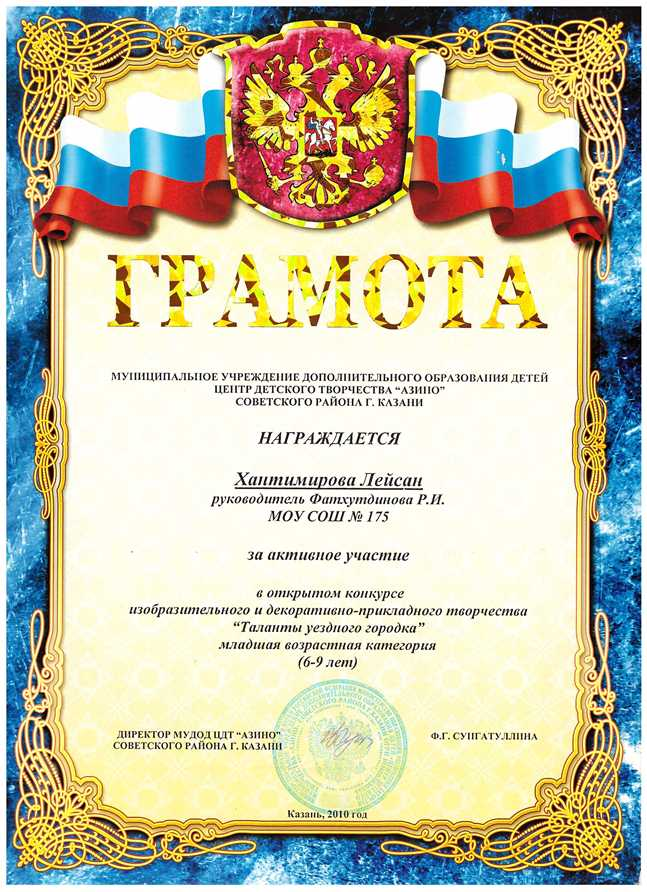 ГРАМОТА
МУНИЦИПАЛЬНОЕ УЧРЕЖДЕНИЕ ДОПОЛНИТЕЛЬНОГО ОБРАЗОВАНИЯ ДЕТЕЙ
ЦЕНТР ДЕТСКОГО ТВОРЧЕСТВА “АЗИНО”
СОВЕТСКОГО РАЙОНА Г. КАЗАНИ
НАГРАЖДАЕТСЯ
Хантимирова Лейсан
руководитель Фатхутдинова Р.И.
МОУ СОШ № 175
за активное участие
в открытом конкурсе
изобразительного и декоративно-прикладного творчества
“Таланты уездного городка”
младшая возрастная категория
(6-9 лет)
ДИРЕКТОР МУДОД ЦДТ “АЗИНО”
СОВЕТСКОГО РАЙОНА Г. КАЗАНИ
Ф.Г. СУНГАТУЛЛИНА
Казань, 2010 год